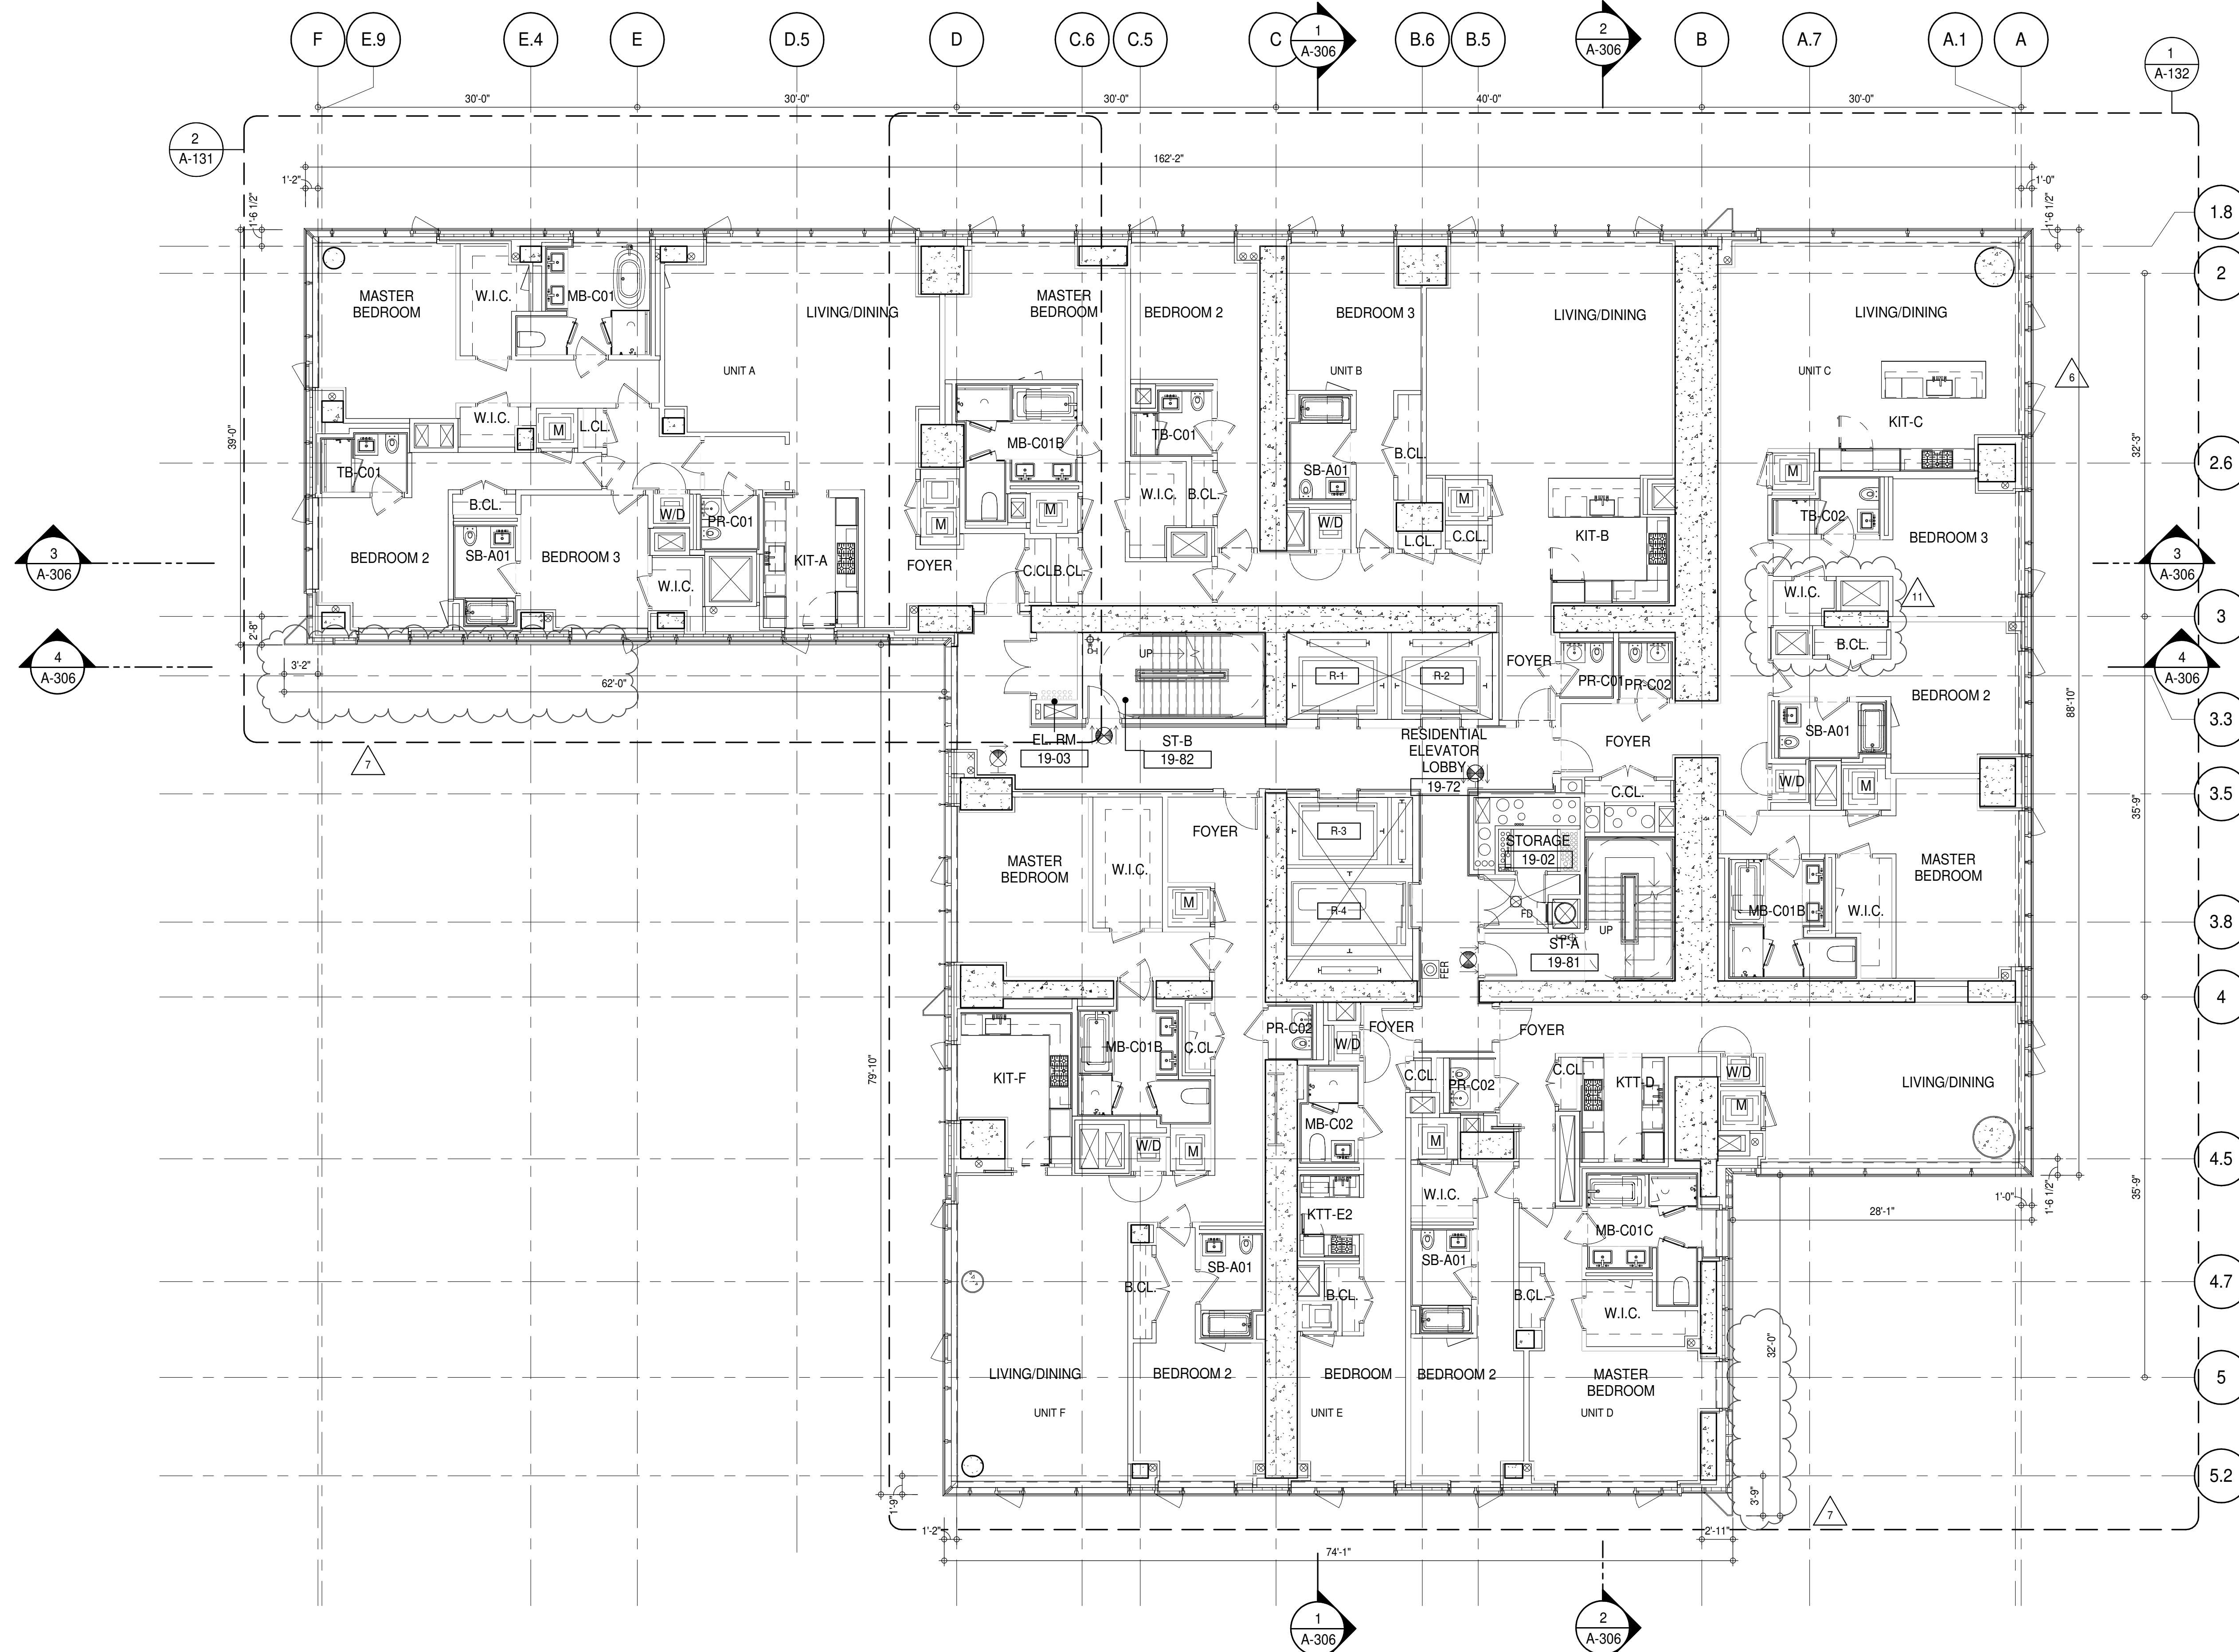 F
E.9
E.4
E
D.5
D
C.6
C.5
C
1
A-306
B.6
B.5
2
A-306
B
A.7
A.1
A
1
A-132
30'-0"
30'-0"
30'-0"
40'-0"
30'-0"
2
A-131
162'-2"
1'-2"
1'-0"
1'-6 1/2"
1'-6 1/2"
1.8
2
2.6
3
3.3
3.5
3.8
4
4.5
4.7
5
5.2
MASTER
BEDROOM
W.I.C.
MB-C01
LIVING/DINING
UNIT A
MASTER
BEDROOM
BEDROOM 2
BEDROOM 3
UNIT B
LIVING/DINING
LIVING/DINING
UNIT C
KIT-C
6
39'-0"
32'-3"
W.I.C.
M
L.CL.
TB-C01
MB-C01B
TB-C01
SB-A01
B.CL.
M
B.CL.
W/D
PR-C01
M
M
W.I.C.
B.CL.
W/D
M
L.CL.
C.CL.
KIT-B
TB-C02
BEDROOM 3
3
A-306
3
A-306
BEDROOM 2
SB-A01
BEDROOM 3
KIT-A
FOYER
C.CL.
B.CL.
W.I.C.
W.I.C.
11
B.CL.
2'-8"
4
A-306
4
A-306
3'-2"
62'-0"
7
UP
R-1
R-2
FOYER
PR-C01
PR-C02
BEDROOM 2
88'-10"
SB-A01
EL. RM
19-03
ST-B
19-82
RESIDENTIAL
ELEVATOR
LOBBY
19-72
FOYER
W/D
M
C.CL.
MASTER
BEDROOM
W.I.C.
FOYER
M
R-3
R-4
STORAGE
19-02
FD
UP
ST-A
19-81
FER
MB-C01B
W.I.C.
MASTER
BEDROOM
35'-9"
79'-10"
KIT-F
MB-C01B
C.CL.
PR-C02
FOYER
W/D
FOYER
C.CL.
PR-C02
C.CL.
KTT-D
W/D
M
LIVING/DINING
W/D
M
MB-C02
M
W.I.C.
KTT-E2
MB-C01C
35'-9"
1'-0"
1'-6 1/2"
28'-1"
SB-A01
B.CL.
B.CL.
SB-A01
B.CL.
W.I.C.
32'-0"
LIVING/DINING
UNIT F
BEDROOM 2
BEDROOM
UNIT E
BEDROOM 2
MASTER
BEDROOM
UNIT D
3'-9"
7
1'-9"
1'-2"
2'-11"
74'-1"
1
A-306
2
A-306